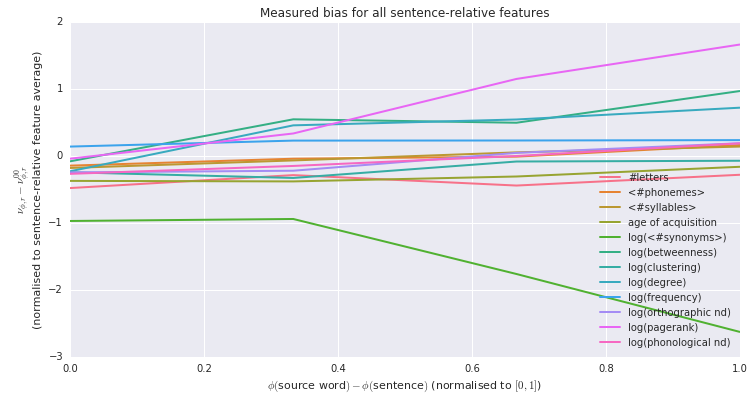 Measured bias for all sentence-relative features
2
1
0
−1
−2
−3
0.0 0.2 0.4 0.6 0.8 1.0
ν_{ϕ,r} − ν^{00}_{ϕ,r}
(normalised to sentence-relative feature average)
ϕ(source word) − ϕ(sentence) (normalised to [0, 1])
#letters
<#phonemes>
<#syllables>
age of acquisition
log(<#synonyms>)
log(betweenness)
log(clustering)
log(degree)
log(frequency)
log(orthographic nd)
log(pagerank)
log(phonological nd)